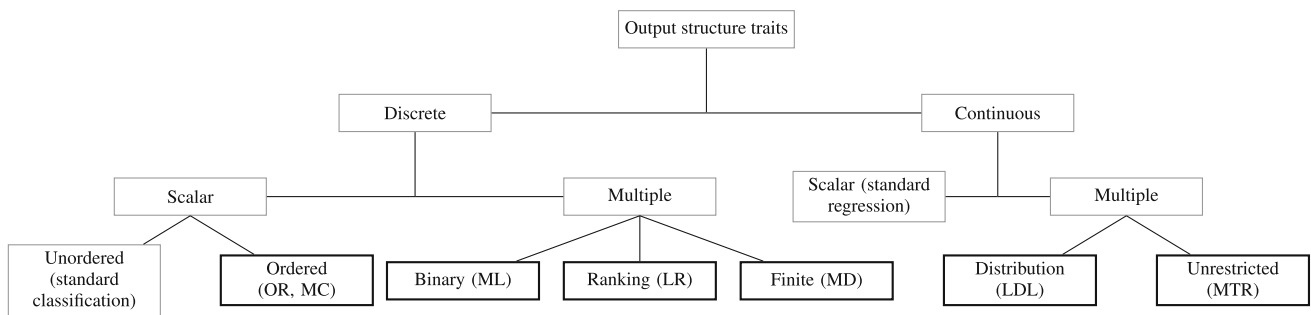 Output structure traits
Discrete
Continuous
Scalar
Multiple
Scalar (standard
regression)
Multiple
Unordered
(standard
classification)
Ordered
(OR, MC)
Binary (ML)
Ranking (LR)
Finite (MD)
Distribution
(LDL)
Unrestricted
(MTR)